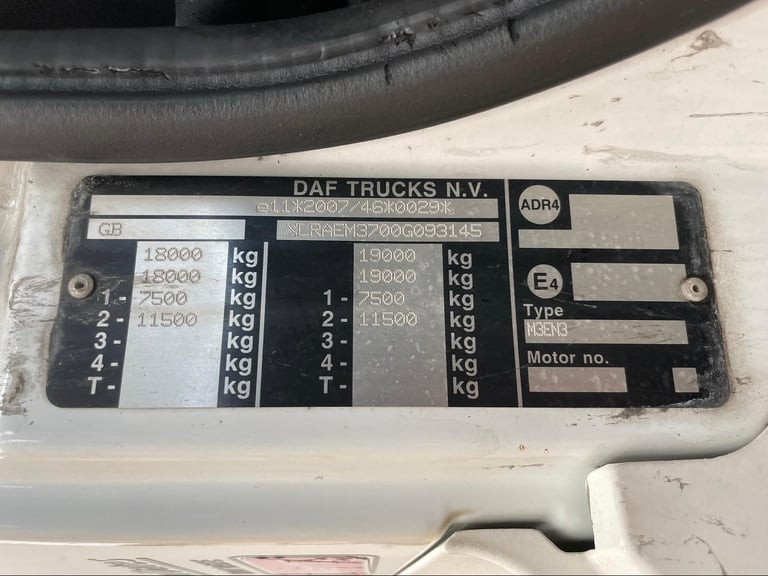 DAF TRUCKS N.V.
e11*2007/46*0029*
GB XLRAEM3700G093145
18000 kg 19000 kg
18000 kg 19000 kg
1- 7500 kg 1- 7500 kg
2- 11500 kg 2- 11500 kg
3- kg 3- kg
4- kg 4- kg
T- kg T- kg
ADR4
E4
Type
M3EN3
Motor no.